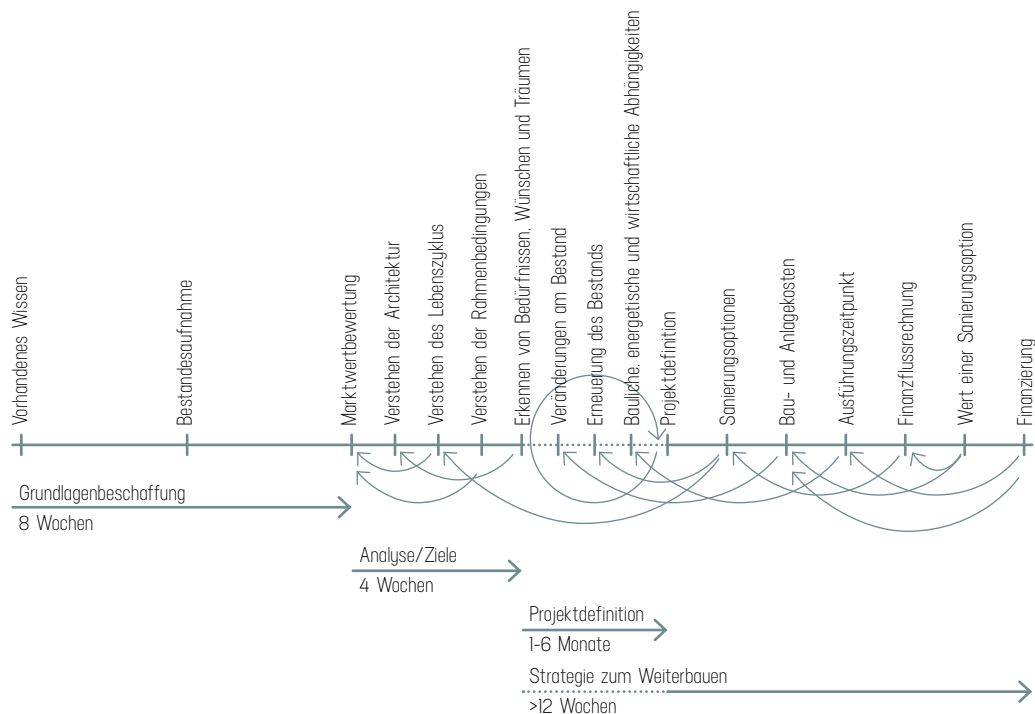 Vorhandenes Wissen
Bestandesaufnahme
Marktwertbewertung
Verstehen der Architektur
Verstehen des Lebenszyklus
Verstehen der Rahmenbedingungen
Erkennen von Bedürfnissen, Wünschen und Träumen
Veränderungen am Bestand
Erneuerung des Bestands
Bauliche, energetische und wirtschaftliche Abhängigkeiten
Projektdefinition
Sanierungsoptionen
Bau- und Anlagekosten
Ausführungszeitpunkt
Finanzflussrechnung
Wert einer Sanierungsoption
Finanzierung
Grundlagenbeschaffung
8 Wochen
Analyse/Ziele
4 Wochen
Projektdefinition
1-6 Monate
Strategie zum Weiterbauen
>12 Wochen